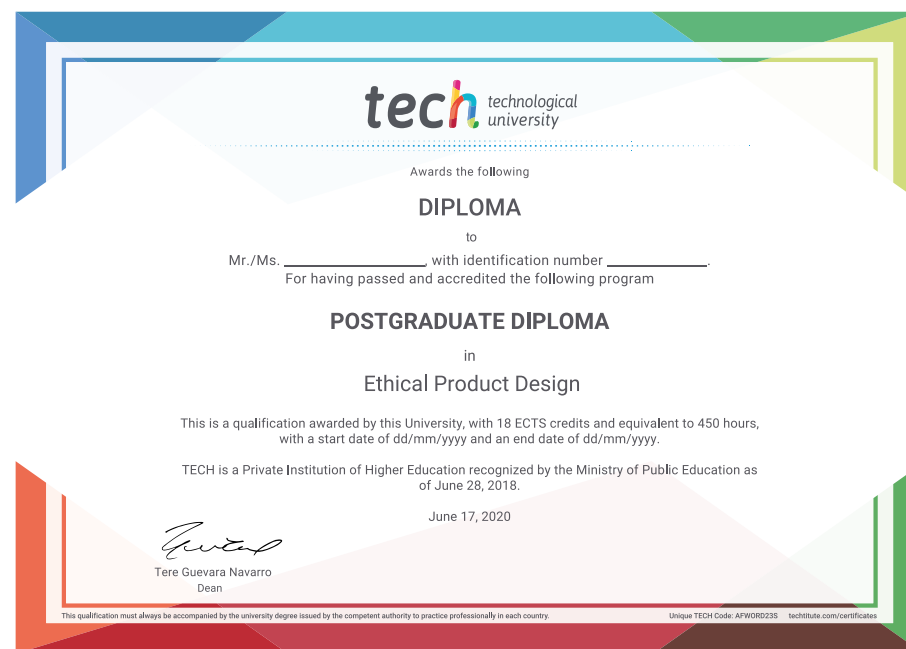 tech technological
university
Awards the following
DIPLOMA
to
Mr./Ms. ________________, with identification number ____________.
For having passed and accredited the following program
POSTGRADUATE DIPLOMA
in
Ethical Product Design
This is a qualification awarded by this University, with 18 ECTS credits and equivalent to 450 hours,
with a start date of dd/mm/yyyy and an end date of dd/mm/yyyy.
TECH is a Private Institution of Higher Education recognized by the Ministry of Public Education as
of June 28, 2018.
June 17, 2020
Tere Guevara Navarro
Dean
This qualification must always be accompanied by the university degree issued by the competent authority to practice professionally in each country.
Unique TECH Code: AFWORD23S techtitute.com/certificates